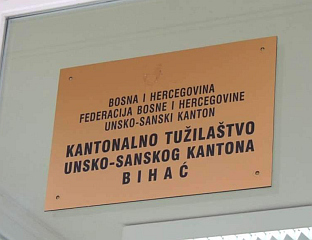 BOSNA I HERCEGOVINA
FEDERACIJA BOSNE I HERCEGOVINE
UNSKO-SANSKI KANTON
KANTONALNO TUŽILAŠTVO
UNSKO-SANSKOG KANTONA
BIHAĆ